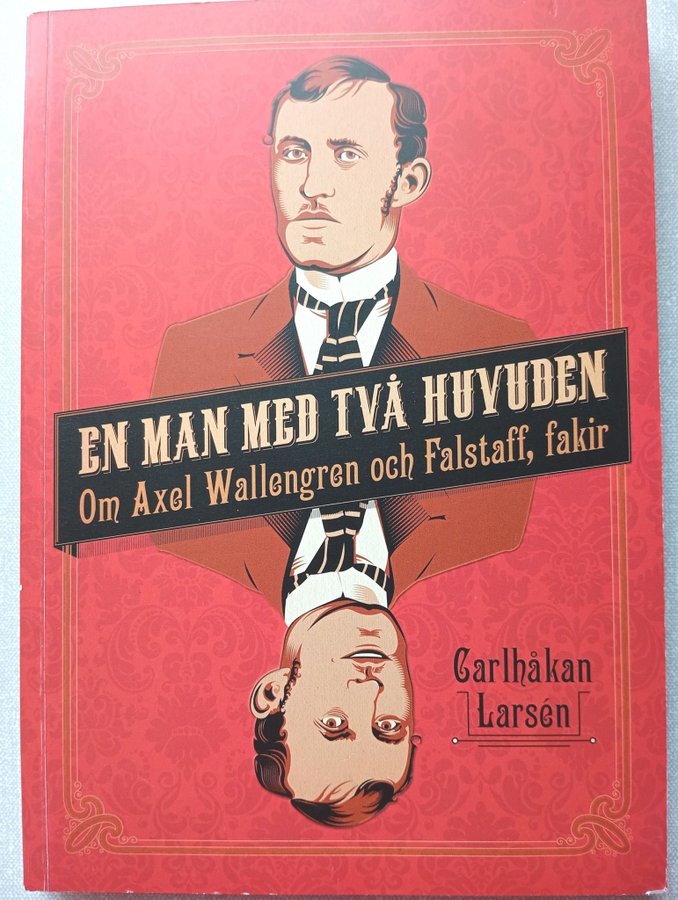 EN MAN MED TVÅ HUVUDEN
Om Axel Wallengren och Falstaff, fakir
Carlhåkan
Larsén